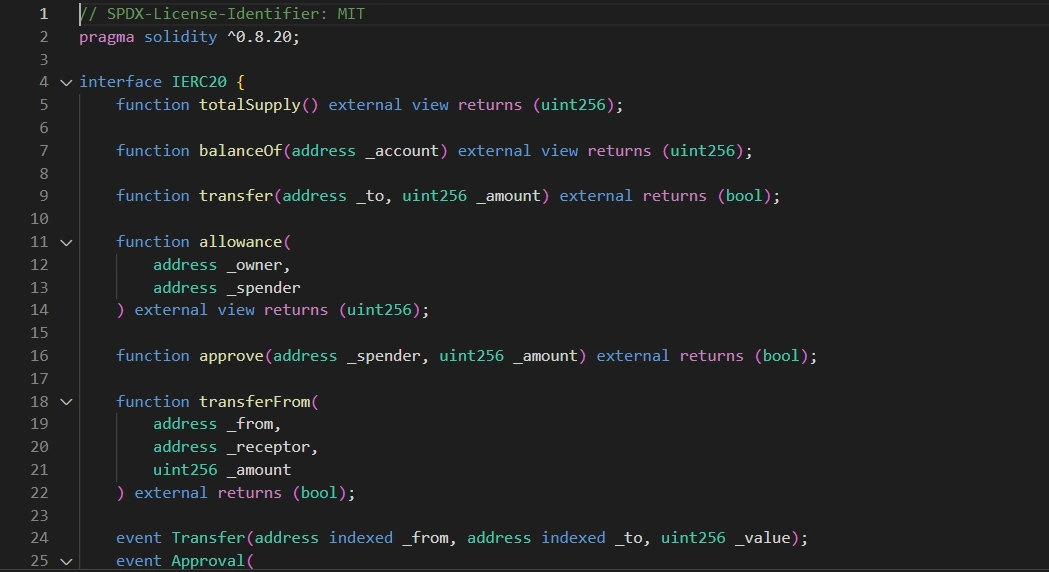 1 // SPDX-License-Identifier: MIT
2 pragma solidity ^0.8.20;
3
4 interface IERC20 {
5 function totalSupply() external view returns (uint256);
6
7 function balanceOf(address _account) external view returns (uint256);
8
9 function transfer(address _to, uint256 _amount) external returns (bool);
10
11 function allowance(
12 address _owner,
13 address _spender
14 ) external view returns (uint256);
15
16 function approve(address _spender, uint256 _amount) external returns (bool);
17
18 function transferFrom(
19 address _from,
20 address _receptor,
21 uint256 _amount
22 ) external returns (bool);
23
24 event Transfer(address indexed _from, address indexed _to, uint256 _value);
25 event Approval(